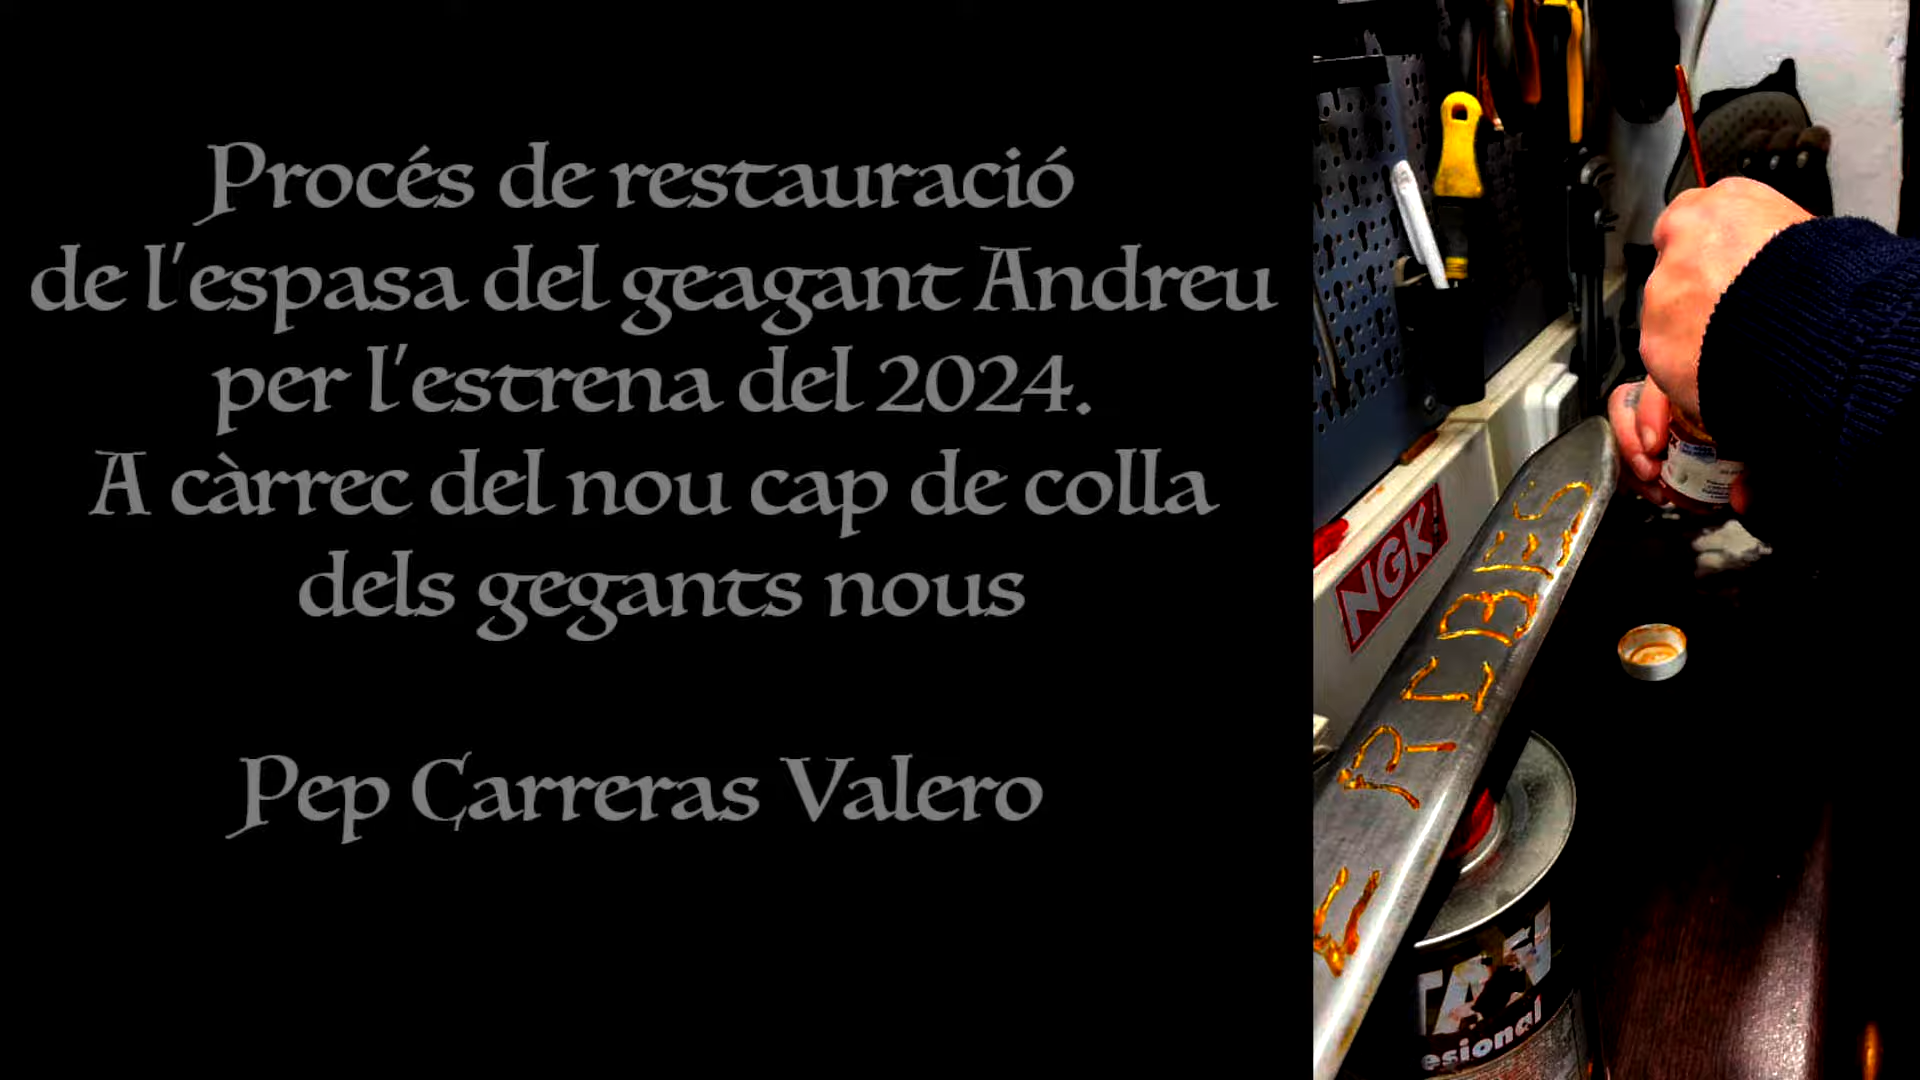 Procés de restauració
de l'espasa del geagant Andreu
per l'estrena del 2024.
A càrrec del nou cap de colla
dels gegants nous
Pep Carreras Valero
NGK